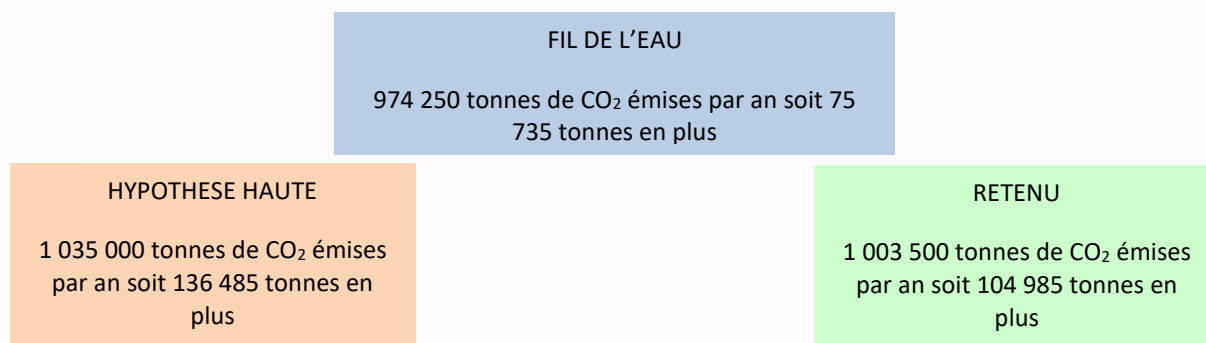 FIL DE L’EAU
974 250 tonnes de CO₂ émises par an soit 75
735 tonnes en plus
HYPOTHESE HAUTE
1 035 000 tonnes de CO₂ émises
par an soit 136 485 tonnes en
plus
RETENU
1 003 500 tonnes de CO₂ émises
par an soit 104 985 tonnes en
plus